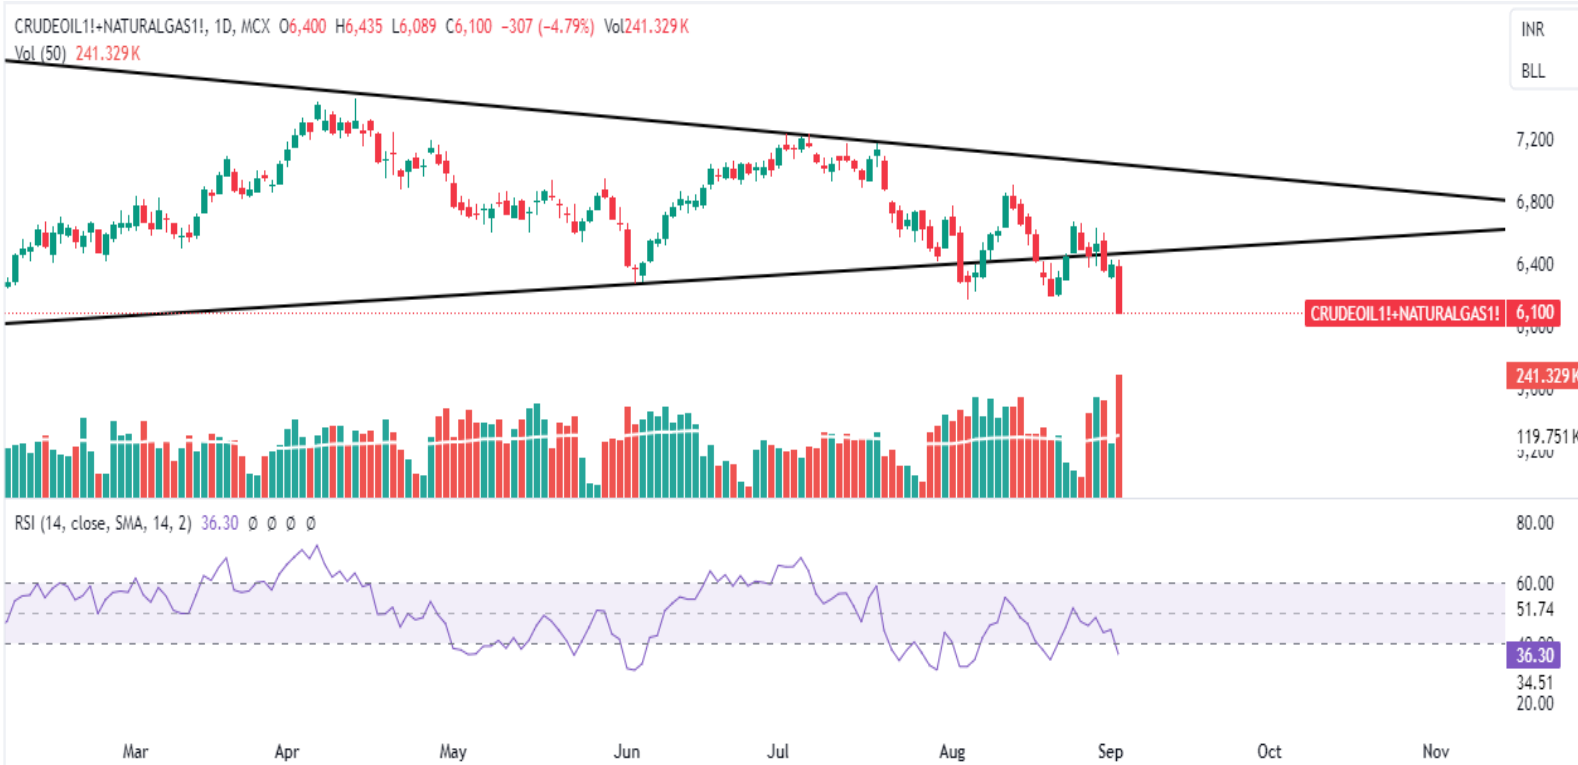 CRUDEOIL1!+NATURALGAS1!, 1D, MCX O6,400 H6,435 L6,089 C6,100 −307 (−4.79%) Vol241.329K
Vol (50) 241.329K
INR
BLL
7,200
6,800
6,400
CRUDEOIL1!+NATURALGAS1! 6,100
241.329K
119.751K
RSI (14, close, SMA, 14, 2) 36.30 Ø Ø Ø Ø
80.00
60.00
51.74
36.30
34.51
20.00
Mar Apr May Jun Jul Aug Sep Oct Nov